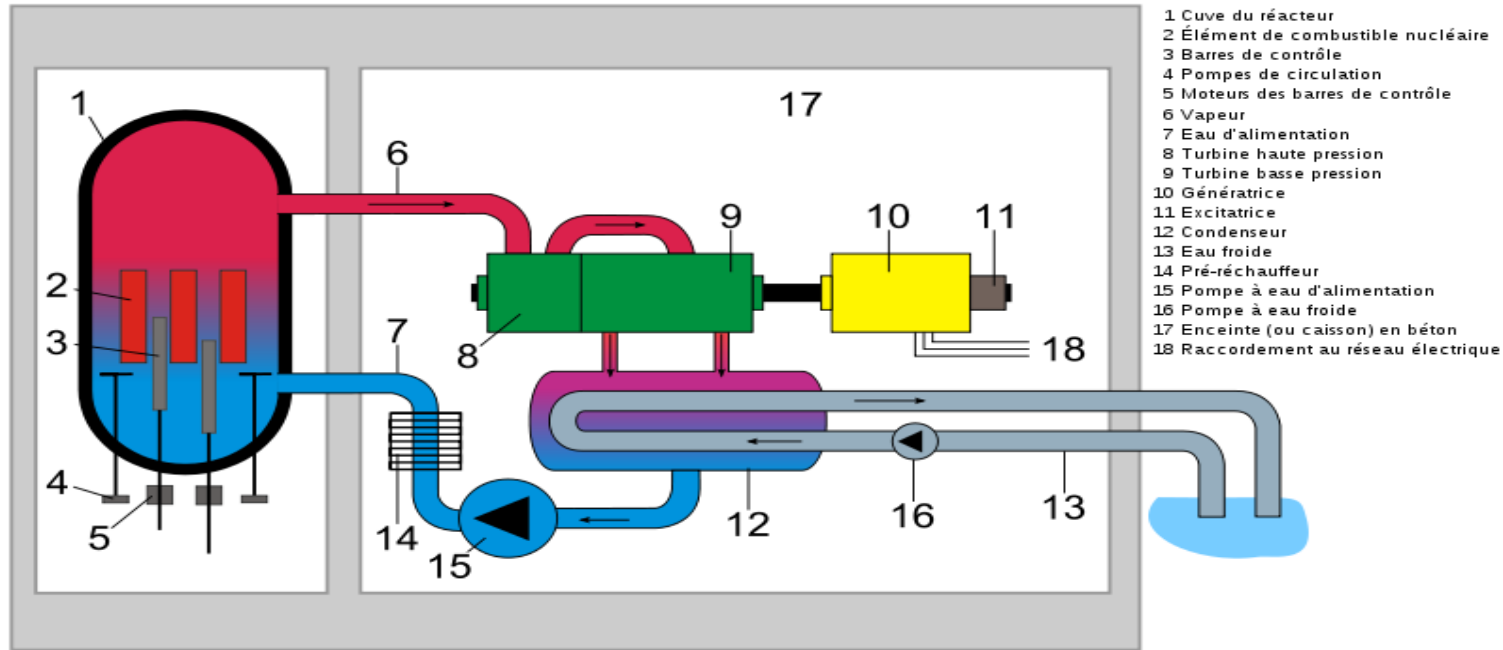 1 Cuve du réacteur
2 Élément de combustible nucléaire
3 Barres de contrôle
4 Pompes de circulation
5 Moteurs des barres de contrôle
6 Vapeur
7 Eau d'alimentation
8 Turbine haute pression
9 Turbine basse pression
10 Génératrice
11 Excitatrice
12 Condenseur
13 Eau froide
14 Pré-réchauffeur
15 Pompe à eau d'alimentation
16 Pompe à eau froide
17 Enceinte (ou caisson) en béton
18 Raccordement au réseau électrique
1
17
6
9
10
11
2
3
7
8
18
4
5
14
15
12
16
13